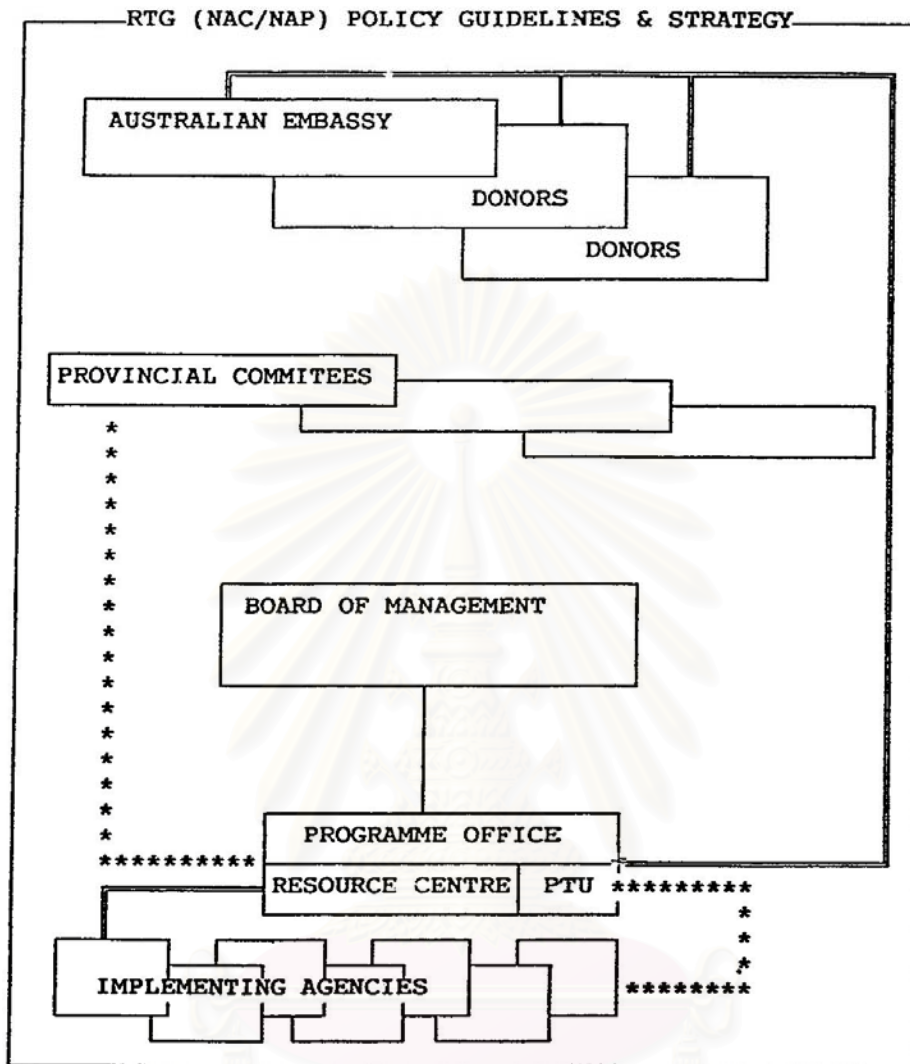 RTG (NAC/NAP) POLICY GUIDELINES & STRATEGY
AUSTRALIAN EMBASSY
DONORS
DONORS
PROVINCIAL COMMITEES
BOARD OF MANAGEMENT
PROGRAMME OFFICE
RESOURCE CENTRE PTU
IMPLEMENTING AGENCIES